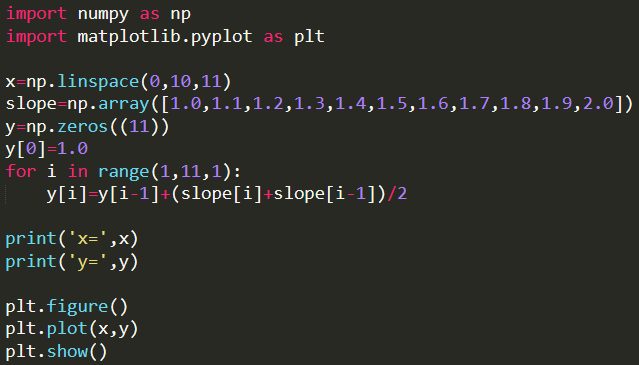 import numpy as np
import matplotlib.pyplot as plt
x=np.linspace(0,10,11)
slope=np.array([1.0,1.1,1.2,1.3,1.4,1.5,1.6,1.7,1.8,1.9,2.0])
y=np.zeros((11))
y[0]=1.0
for i in range(1,11,1):
    y[i]=y[i-1]+(slope[i]+slope[i-1])/2
print('x=',x)
print('y=',y)
plt.figure()
plt.plot(x,y)
plt.show()